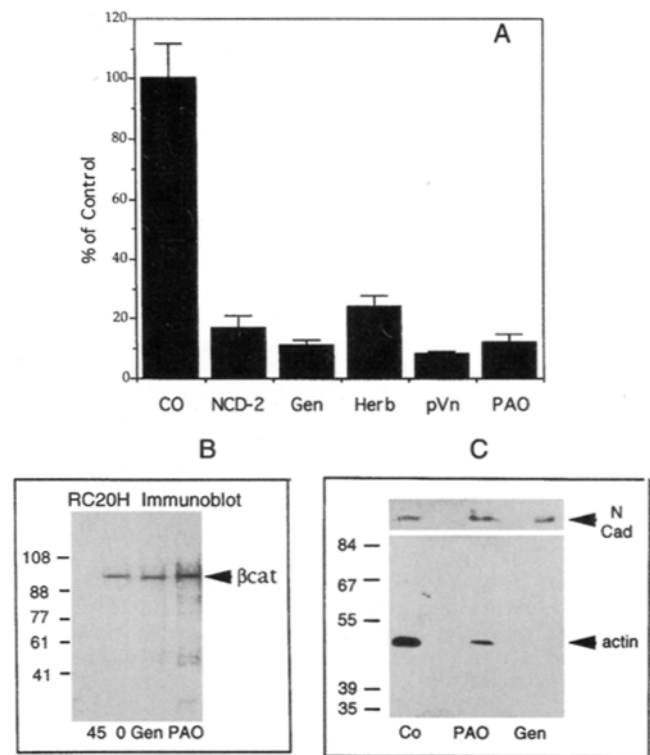 A
120
100
80
60
40
20
0
% of Control
CO NCD-2 Gen Herb pVn PAO
B
RC20H Immunoblot
108
88
77
61
41
βcat
45 0 Gen PAO
C
N
Cad
84
67
55
39
35
actin
Co PAO Gen